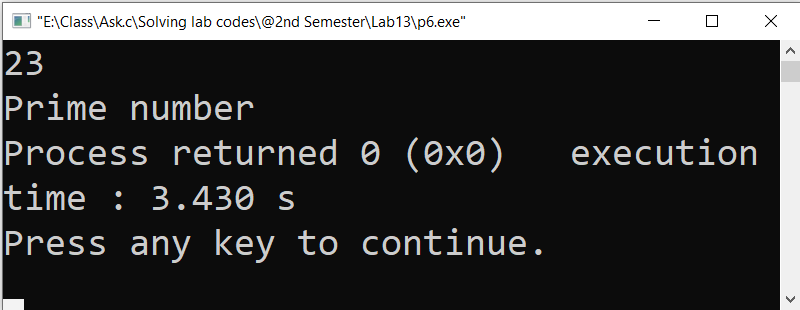 "E:\Class\Ask.c\Solving lab codes\@2nd Semester\Lab13\p6.exe"
23
Prime number
Process returned 0 (0x0)   execution
time : 3.430 s
Press any key to continue.